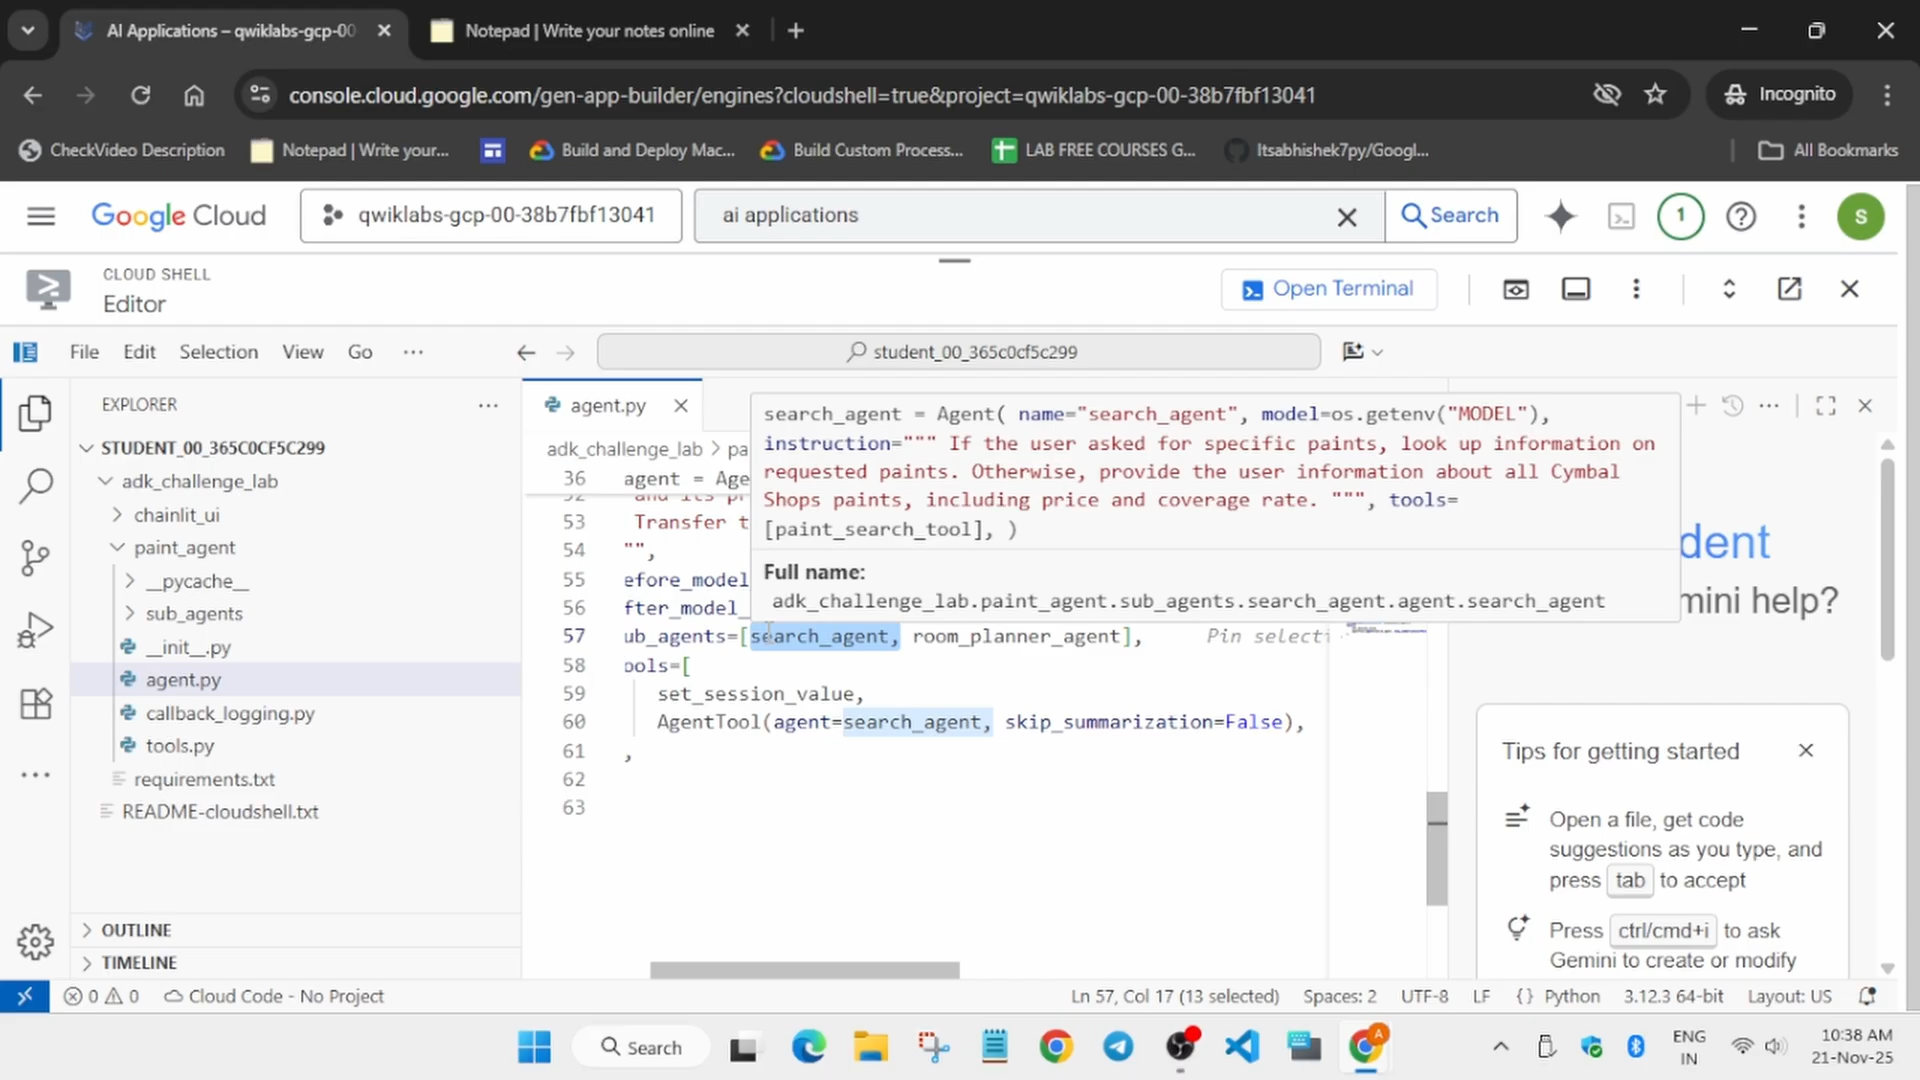 AI Applications – qwiklabs-gcp-00
Notepad | Write your notes online
console.cloud.google.com/gen-app-builder/engines?cloudshell=true&project=qwiklabs-gcp-00-38b7fbf13041
Incognito
CheckVideo Description
Notepad | Write your...
Build and Deploy Mac...
Build Custom Process...
LAB FREE COURSES G...
Itsabhishek7py/Googl...
All Bookmarks
Google Cloud
qwiklabs-gcp-00-38b7fbf13041
ai applications
Search
1
S
CLOUD SHELL
Editor
Open Terminal
File Edit Selection View Go ...
student_00_365c0cf5c299
EXPLORER
STUDENT_00_365C0CF5C299
adk_challenge_lab
chainlit_ui
paint_agent
__pycache__
sub_agents
__init__.py
agent.py
callback_logging.py
tools.py
requirements.txt
README-cloudshell.txt
OUTLINE
TIMELINE
agent.py
adk_challenge_lab > pa
36 agent = Age
53 Transfer t
54 "",
55 efore_model
56 fter_model_
57 ub_agents=[search_agent, room_planner_agent], Pin selecti
58 ools=[
59 set_session_value,
60 AgentTool(agent=search_agent, skip_summarization=False),
61 ,
62
63
search_agent = Agent( name="search_agent", model=os.getenv("MODEL"),
instruction=""" If the user asked for specific paints, look up information on
requested paints. Otherwise, provide the user information about all Cymbal
Shops paints, including price and coverage rate. """, tools=
[paint_search_tool], )
Full name:
adk_challenge_lab.paint_agent.sub_agents.search_agent.agent.search_agent
dent
mini help?
Tips for getting started
Open a file, get code
suggestions as you type, and
press tab to accept
Press ctrl/cmd+i to ask
Gemini to create or modify
0 0 Cloud Code - No Project
Ln 57, Col 17 (13 selected) Spaces: 2 UTF-8 LF {} Python 3.12.3 64-bit Layout: US
Search
A
ENG
IN
10:38 AM
21-Nov-25